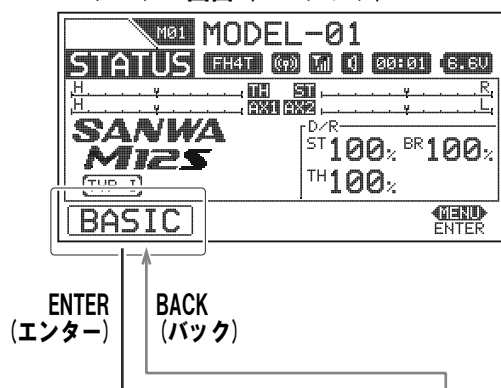 M01 MODEL-01
STATUS FH4T 00:01 6.6V
H TH ST R
H AX1 AX2 L
SANWA
M12S
D/R
ST100% BR100%
TH100%
TYP-I
BASIC
MENU
ENTER
ENTER BACK
(エンター) (バック)